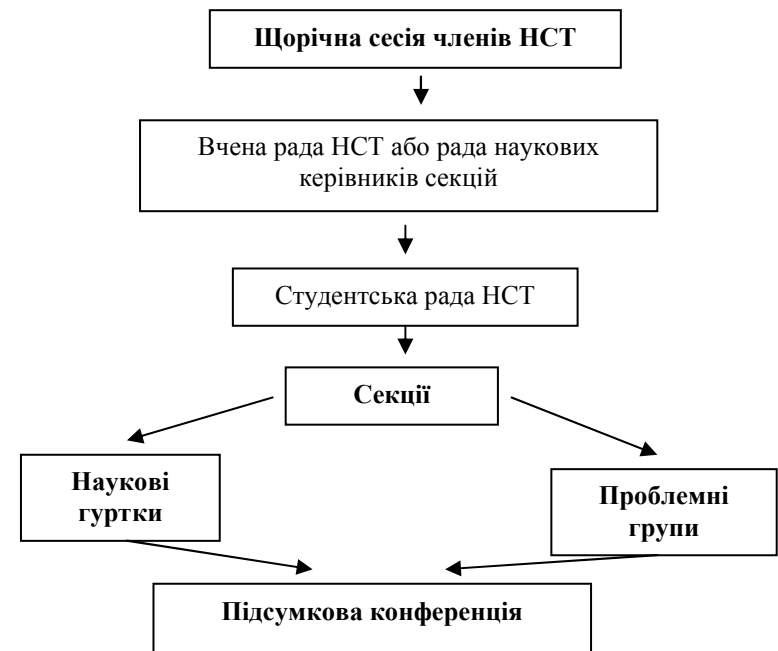 Щорічна сесія членів НСТ
Вчена рада НСТ або рада наукових
керівників секцій
Студентська рада НСТ
Секції
Наукові
гуртки
Проблемні
групи
Підсумкова конференція